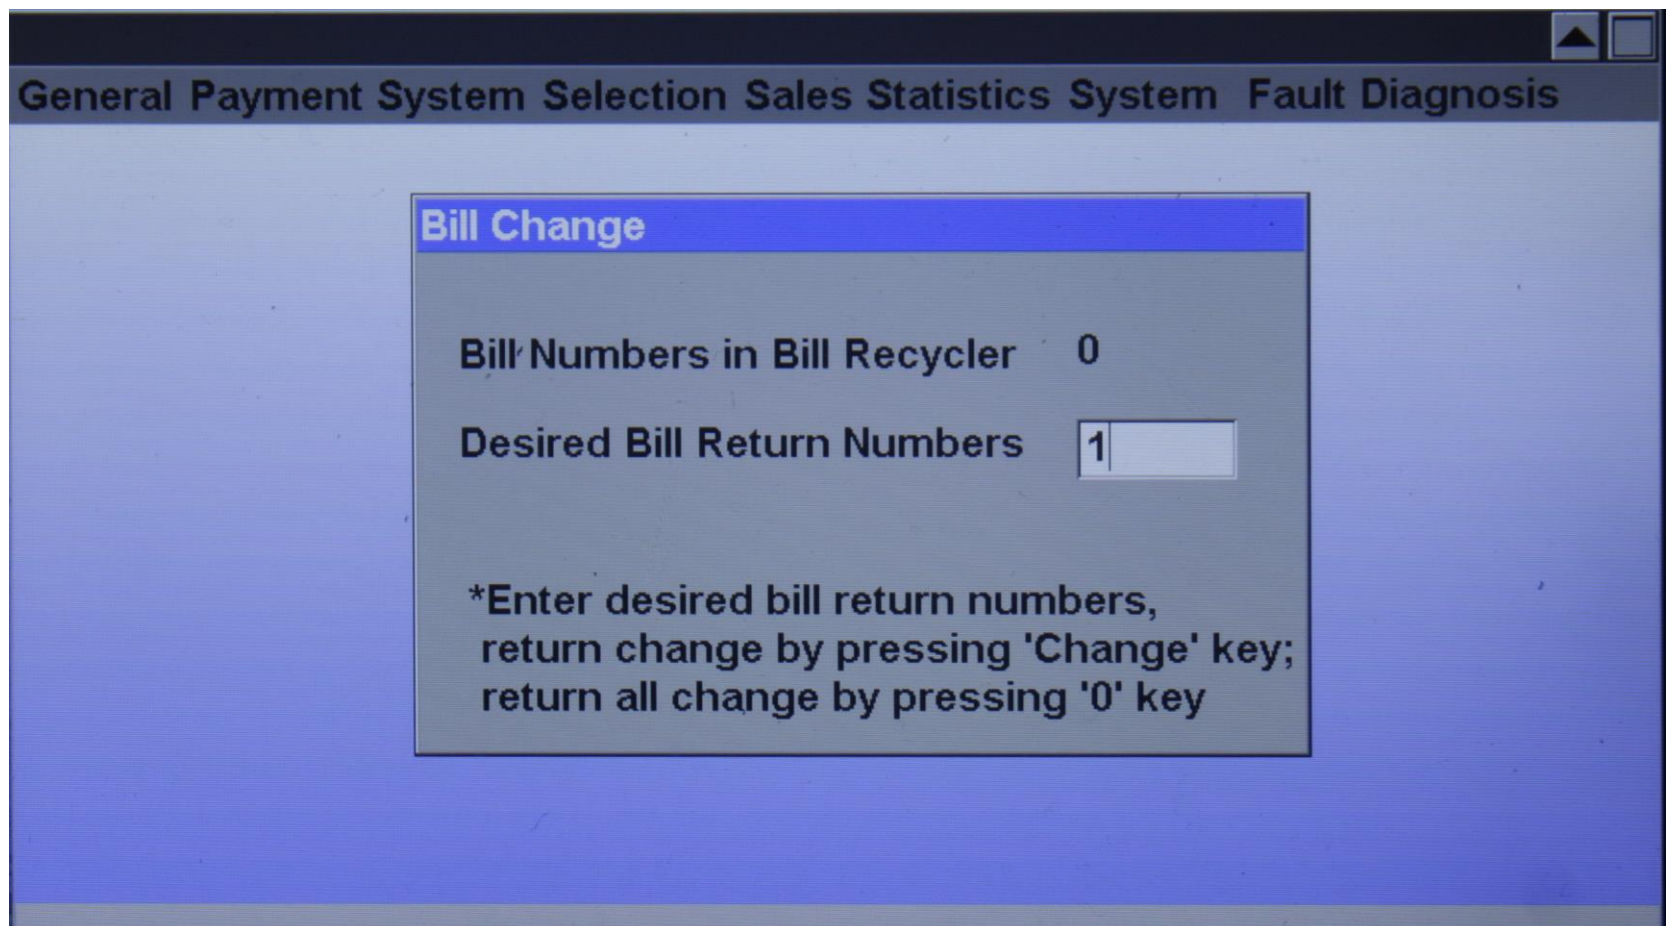 General Payment System Selection Sales Statistics System Fault Diagnosis
Bill Change
Bill Numbers in Bill Recycler 0
Desired Bill Return Numbers 1
*Enter desired bill return numbers,
return change by pressing 'Change' key;
return all change by pressing '0' key